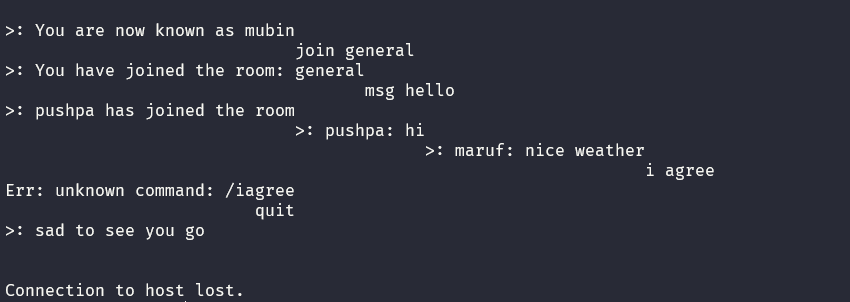 >: You are now known as mubin
join general
>: You have joined the room: general
msg hello
>: pushpa has joined the room
>: pushpa: hi
>: maruf: nice weather
i agree
Err: unknown command: /iagree
quit
>: sad to see you go
Connection to host lost.